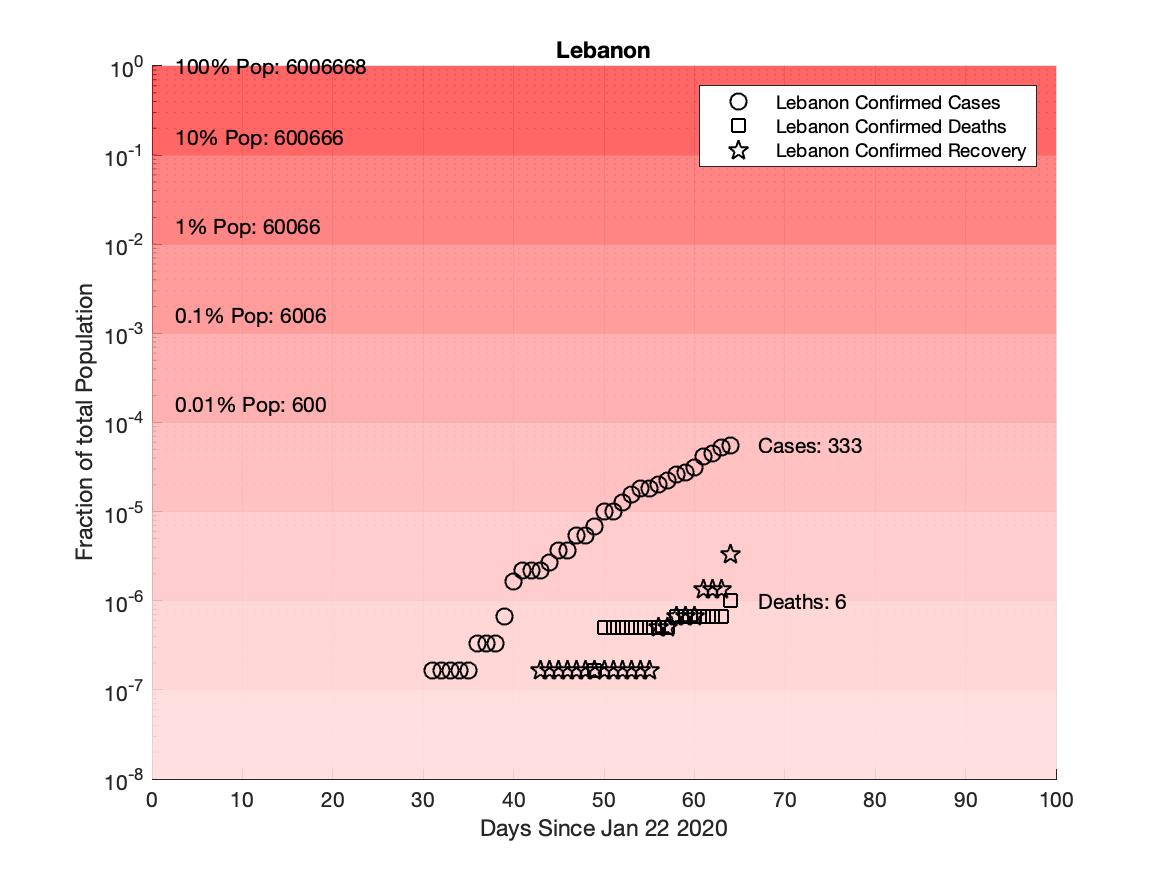 Lebanon
10^0
100% Pop: 6006668
Lebanon Confirmed Cases
Lebanon Confirmed Deaths
Lebanon Confirmed Recovery
10% Pop: 600666
10^-1
1% Pop: 60066
10^-2
0.1% Pop: 6006
10^-3
0.01% Pop: 600
10^-4
Cases: 333
10^-5
10^-6
Deaths: 6
10^-7
10^-8
Fraction of total Population
0 10 20 30 40 50 60 70 80 90 100
Days Since Jan 22 2020